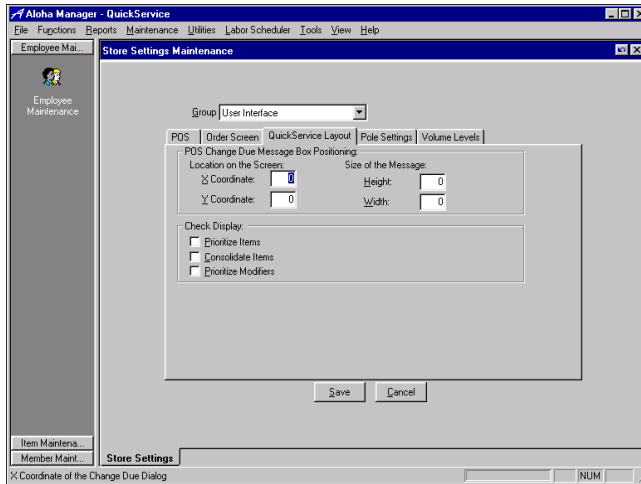 Aloha Manager - QuickService
File Functions Reports Maintenance Utilities Labor Scheduler Tools View Help
Employee Mai...
Store Settings Maintenance
Employee
Maintenance
Group User Interface
POS Order Screen QuickService Layout Pole Settings Volume Levels
POS Change Due Message Box Positioning:
Location on the Screen: Size of the Message:
X Coordinate: 0 Height: 0
Y Coordinate: 0 Width: 0
Check Display:
Prioritize Items
Consolidate Items
Prioritize Modifiers
Save Cancel
Item Maintena...
Member Maint... Store Settings
X Coordinate of the Change Due Dialog NUM